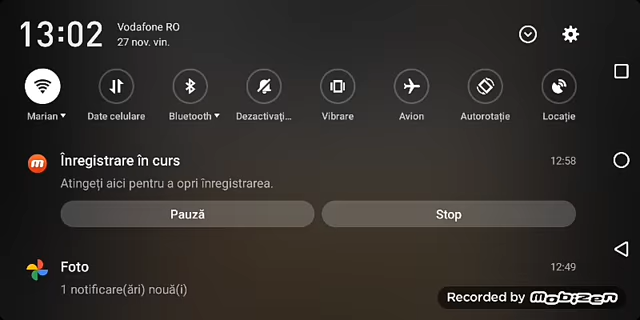 13:02
Vodafone RO
27 nov. vin.
Marian
Date celulare
Bluetooth
Dezactivați...
Vibrare
Avion
Autorotație
Locație
Înregistrare în curs
12:58
Atingeți aici pentru a opri înregistrarea.
Pauză
Stop
Foto
12:49
1 notificare(ări) nouă(i)
Recorded by Mobizen